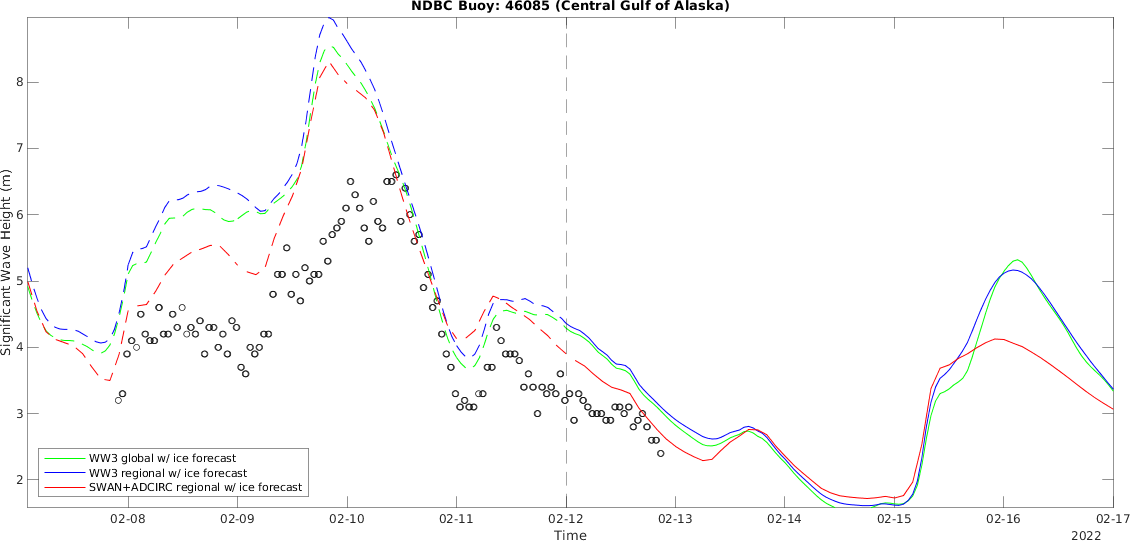 NDBC Buoy: 46085 (Central Gulf of Alaska)
Significant Wave Height (m)
8
7
6
5
4
3
2
WW3 global w/ ice forecast
WW3 regional w/ ice forecast
SWAN+ADCIRC regional w/ ice forecast
02-08 02-09 02-10 02-11 02-12 02-13 02-14 02-15 02-16 02-17
Time
2022